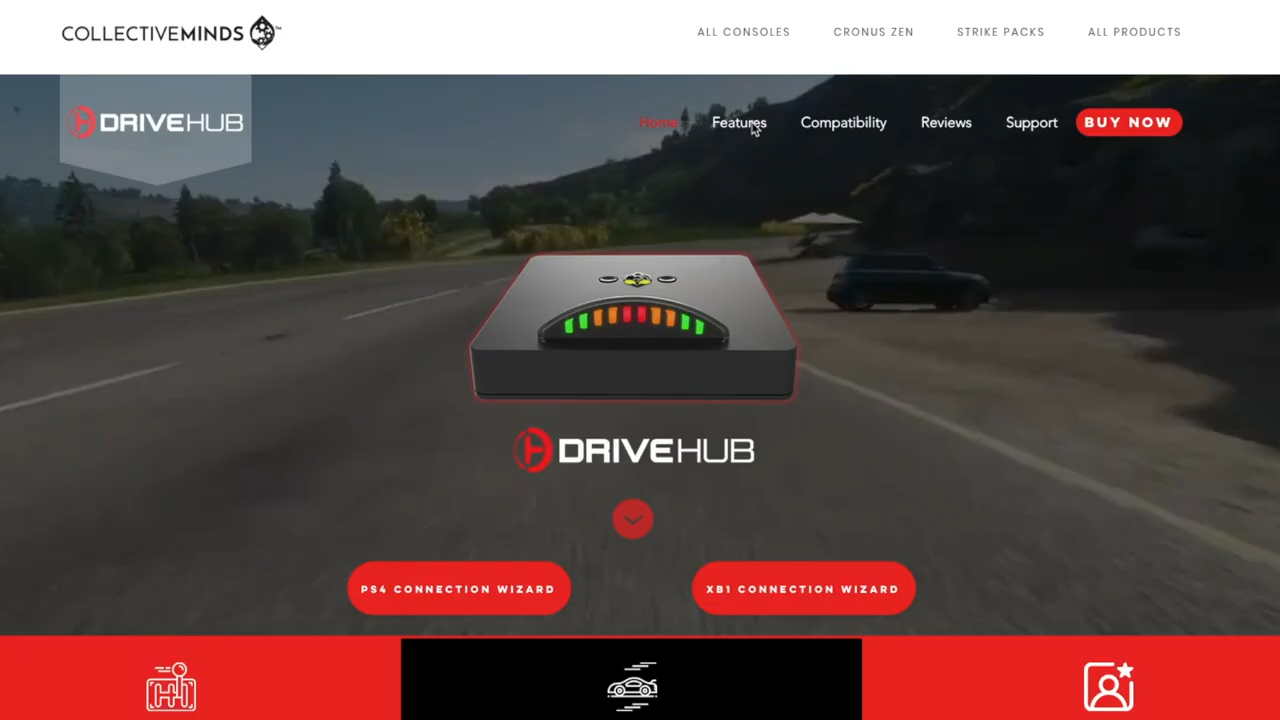 COLLECTIVEMINDS
ALL CONSOLES CRONUS ZEN STRIKE PACKS ALL PRODUCTS
DRIVEHUB
Home Features Compatibility Reviews Support BUY NOW
DRIVEHUB
PS4 CONNECTION WIZARD XB1 CONNECTION WIZARD